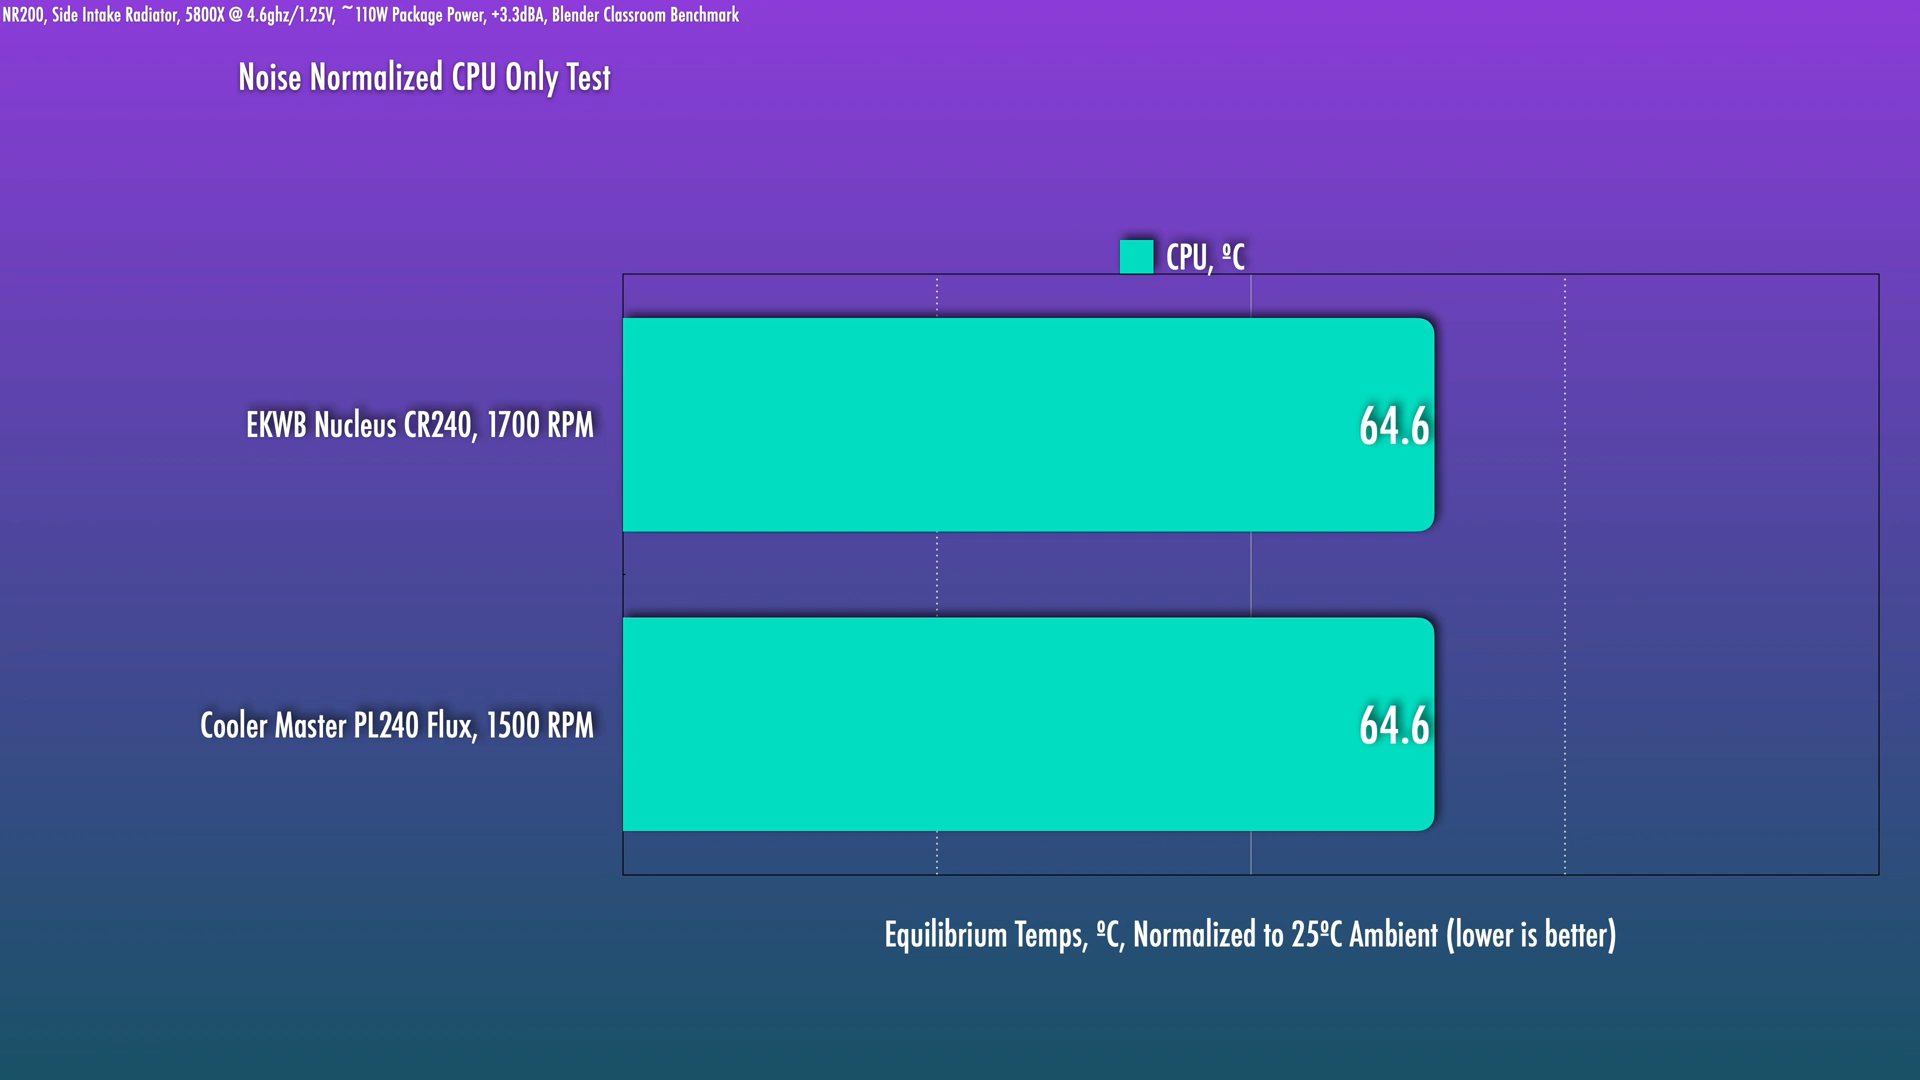 NR200, Side Intake Radiator, 5800X @ 4.6ghz/1.25V, ~110W Package Power, +3.3dBA, Blender Classroom Benchmark
Noise Normalized CPU Only Test
CPU, ºC
EKWB Nucleus CR240, 1700 RPM
64.6
Cooler Master PL240 Flux, 1500 RPM
64.6
Equilibrium Temps, ºC, Normalized to 25ºC Ambient (lower is better)